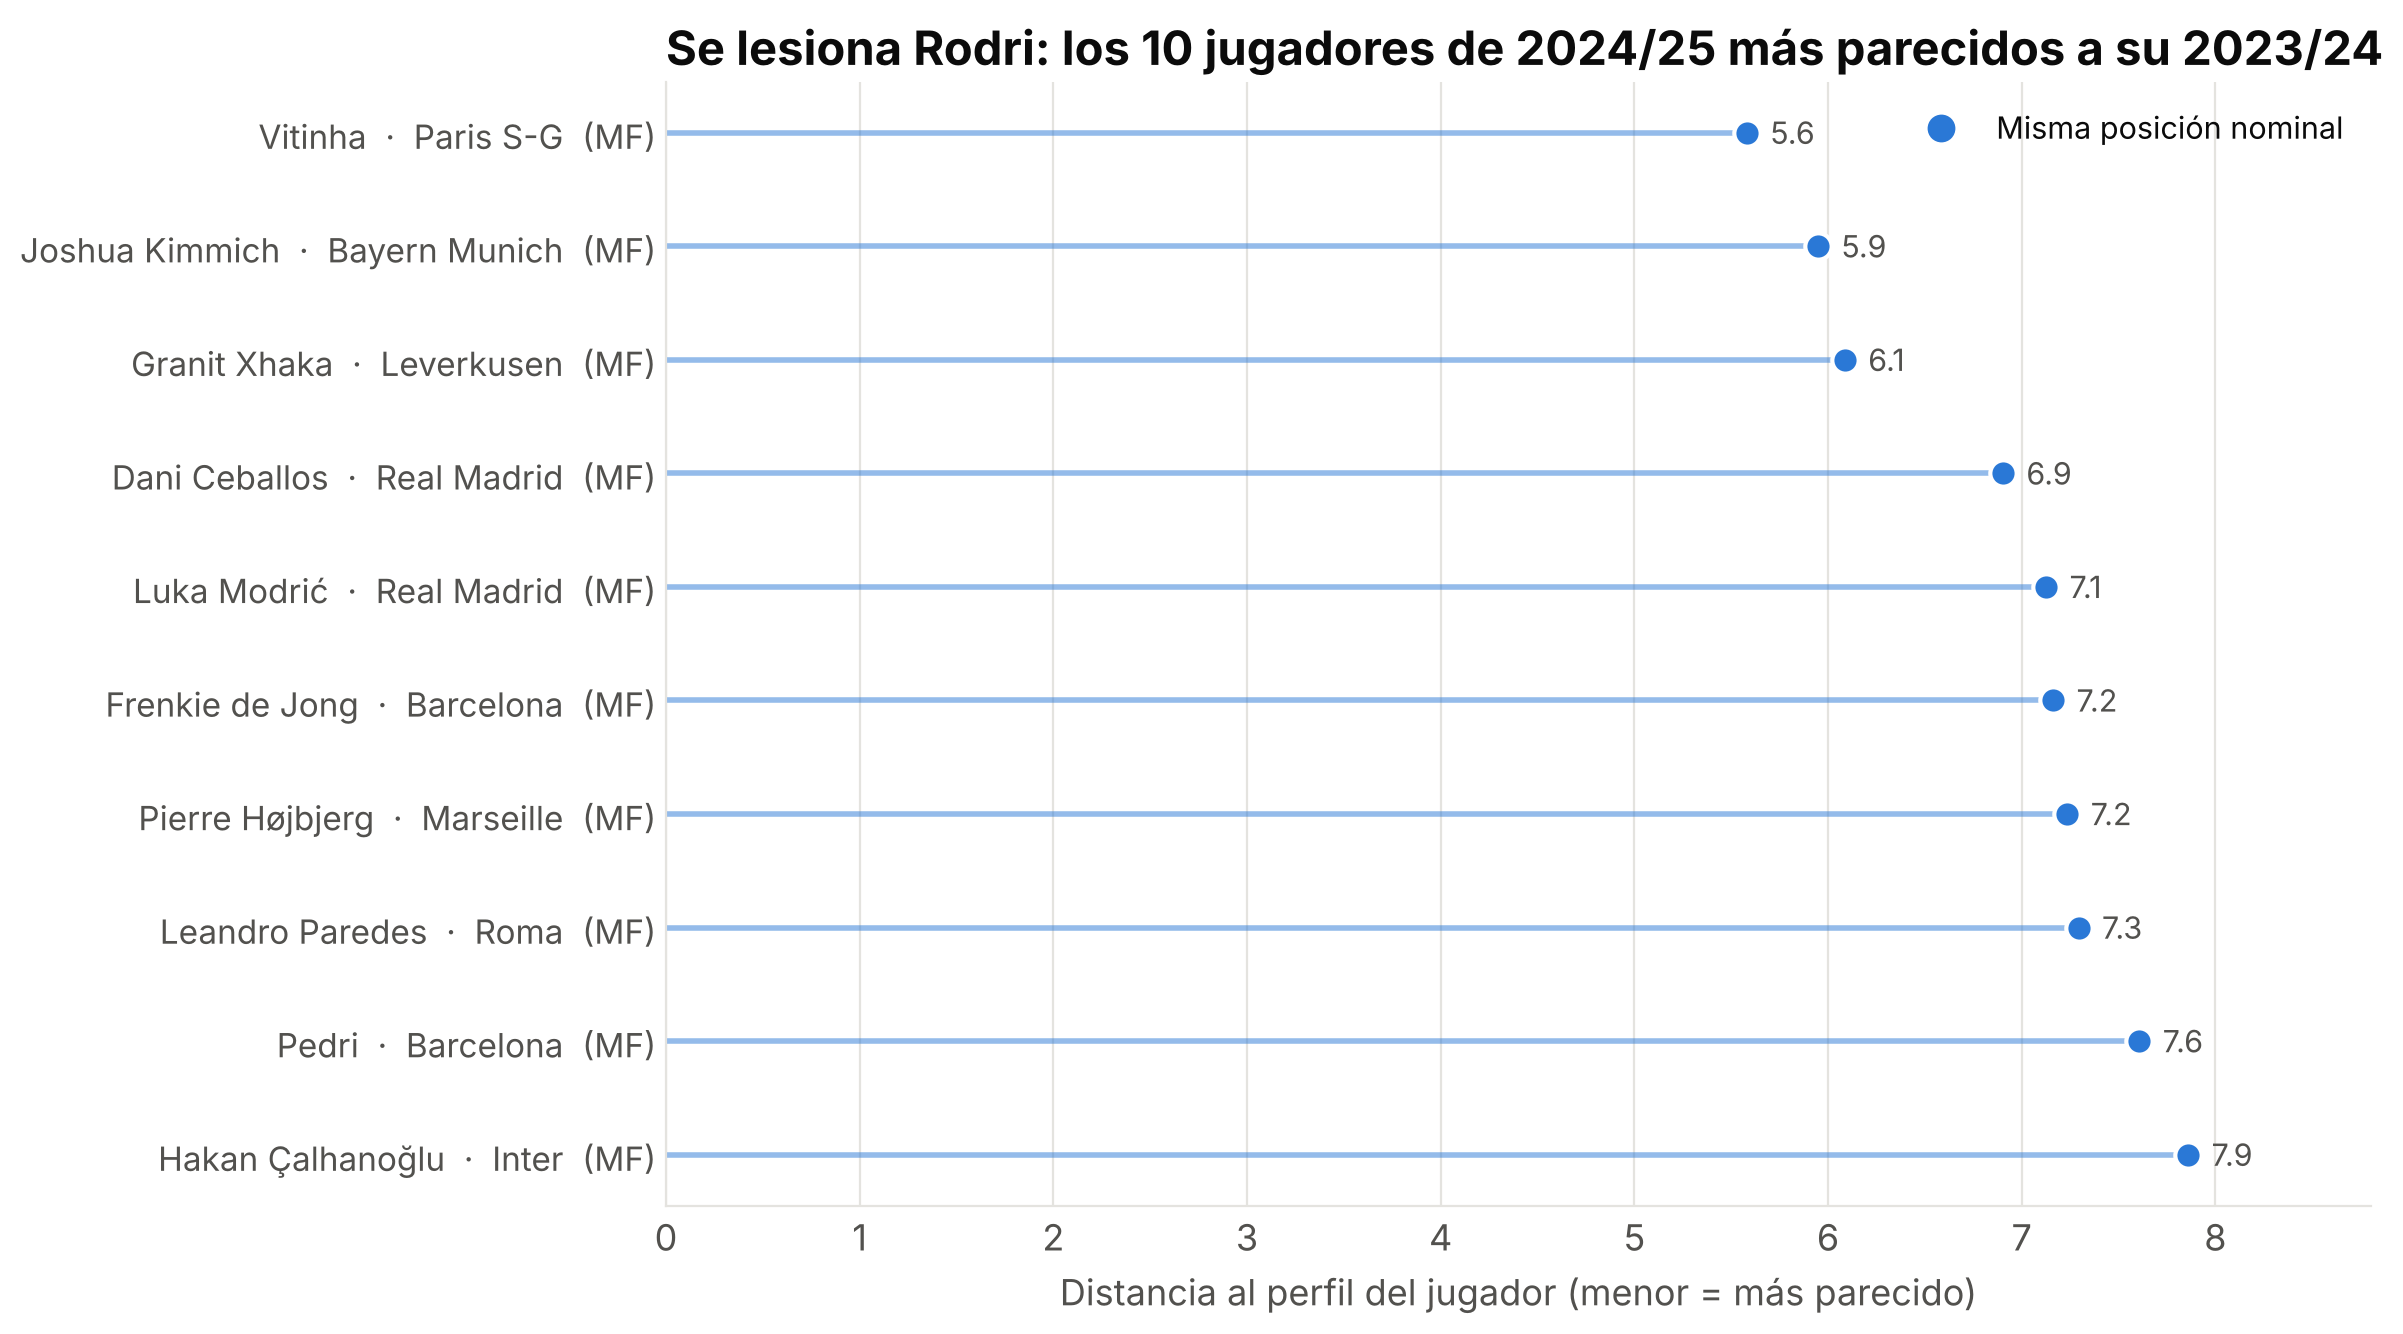 Se lesiona Rodri: los 10 jugadores de 2024/25 más parecidos a su 2023/24
Misma posición nominal
Vitinha · Paris S-G (MF) 5.6
Joshua Kimmich · Bayern Munich (MF) 5.9
Granit Xhaka · Leverkusen (MF) 6.1
Dani Ceballos · Real Madrid (MF) 6.9
Luka Modrić · Real Madrid (MF) 7.1
Frenkie de Jong · Barcelona (MF) 7.2
Pierre Højbjerg · Marseille (MF) 7.2
Leandro Paredes · Roma (MF) 7.3
Pedri · Barcelona (MF) 7.6
Hakan Çalhanoğlu · Inter (MF) 7.9
0 1 2 3 4 5 6 7 8
Distancia al perfil del jugador (menor = más parecido)